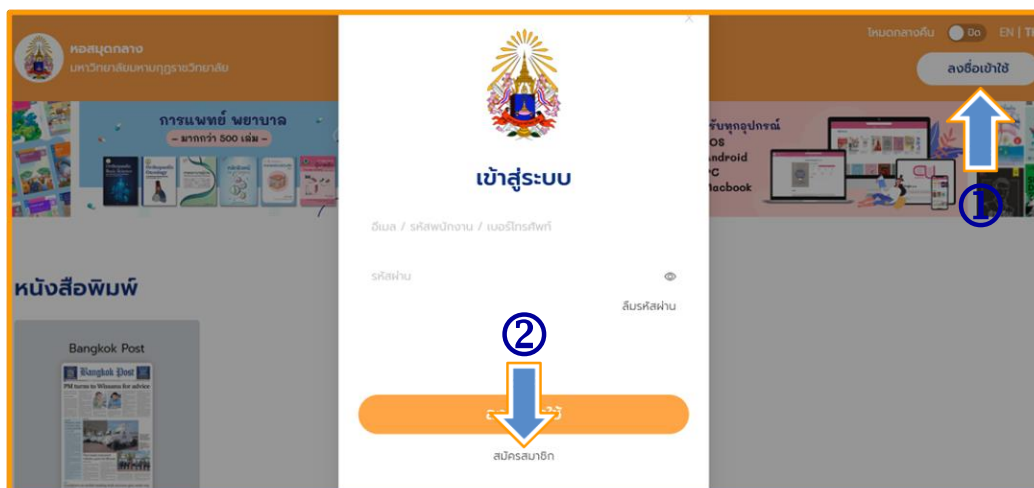 หอสมุดกลาง
มหาวิทยาลัยมหามกุฏราชวิทยาลัย
โหมดกลางคืน ปิด EN | TH
ลงชื่อเข้าใช้
①
การแพทย์ พยาบาล
– มากกว่า 500 เล่ม –
รับทุกอุปกรณ์
OS
Android
PC
Macbook
X
เข้าสู่ระบบ
อีเมล / รหัสพนักงาน / เบอร์โทรศัพท์
รหัสผ่าน
ลืมรหัสผ่าน
②
สมัครสมาชิก
หนังสือพิมพ์
Bangkok Post
Bangkok Post
PM turns to Wissanu for advice